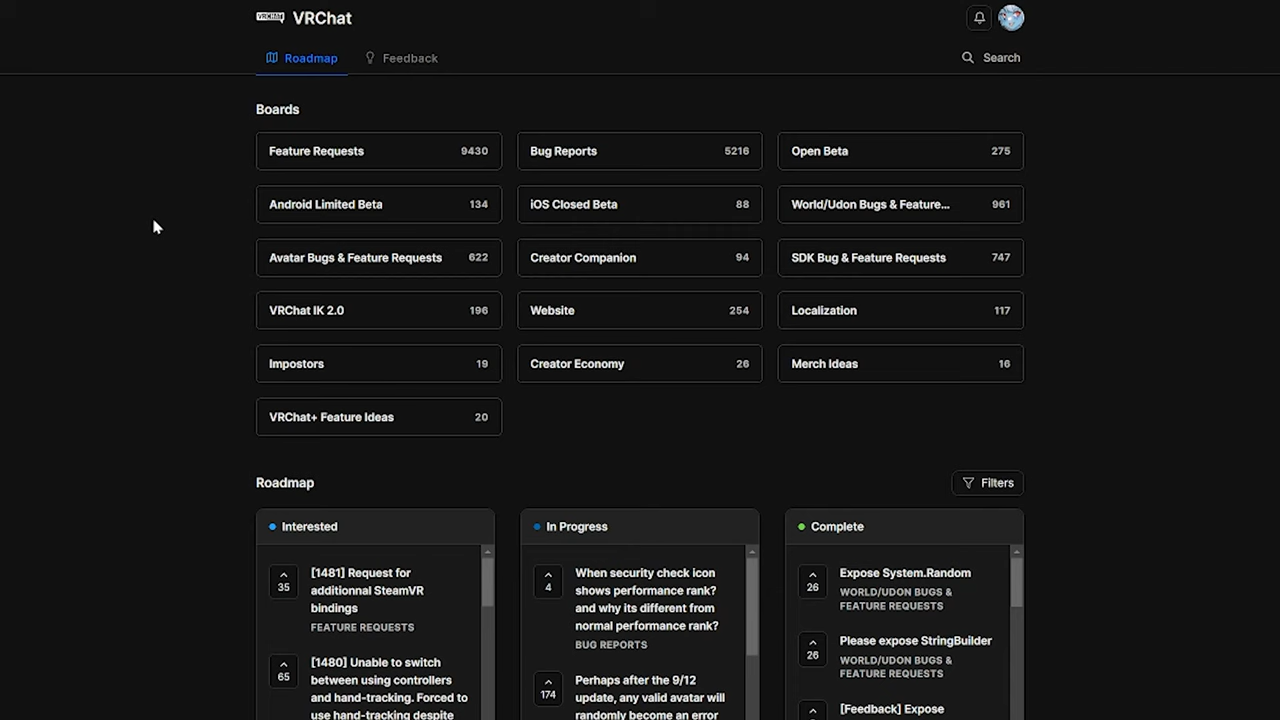 VRCHAT VRChat
Roadmap Feedback Search
Boards
Feature Requests 9430
Bug Reports 5216
Open Beta 275
Android Limited Beta 134
iOS Closed Beta 88
World/Udon Bugs & Feature... 961
Avatar Bugs & Feature Requests 622
Creator Companion 94
SDK Bug & Feature Requests 747
VRChat IK 2.0 196
Website 254
Localization 117
Impostors 19
Creator Economy 26
Merch Ideas 16
VRChat+ Feature Ideas 20
Roadmap Filters
Interested
35
[1481] Request for
additionnal SteamVR
bindings
FEATURE REQUESTS
65
[1480] Unable to switch
between using controllers
and hand-tracking. Forced to
use hand-tracking despite
In Progress
4
When security check icon
shows performance rank?
and why its different from
normal performance rank?
BUG REPORTS
174
Perhaps after the 9/12
update, any valid avatar will
randomly become an error
Complete
26
Expose System.Random
WORLD/UDON BUGS &
FEATURE REQUESTS
26
Please expose StringBuilder
WORLD/UDON BUGS &
FEATURE REQUESTS
[Feedback] Expose